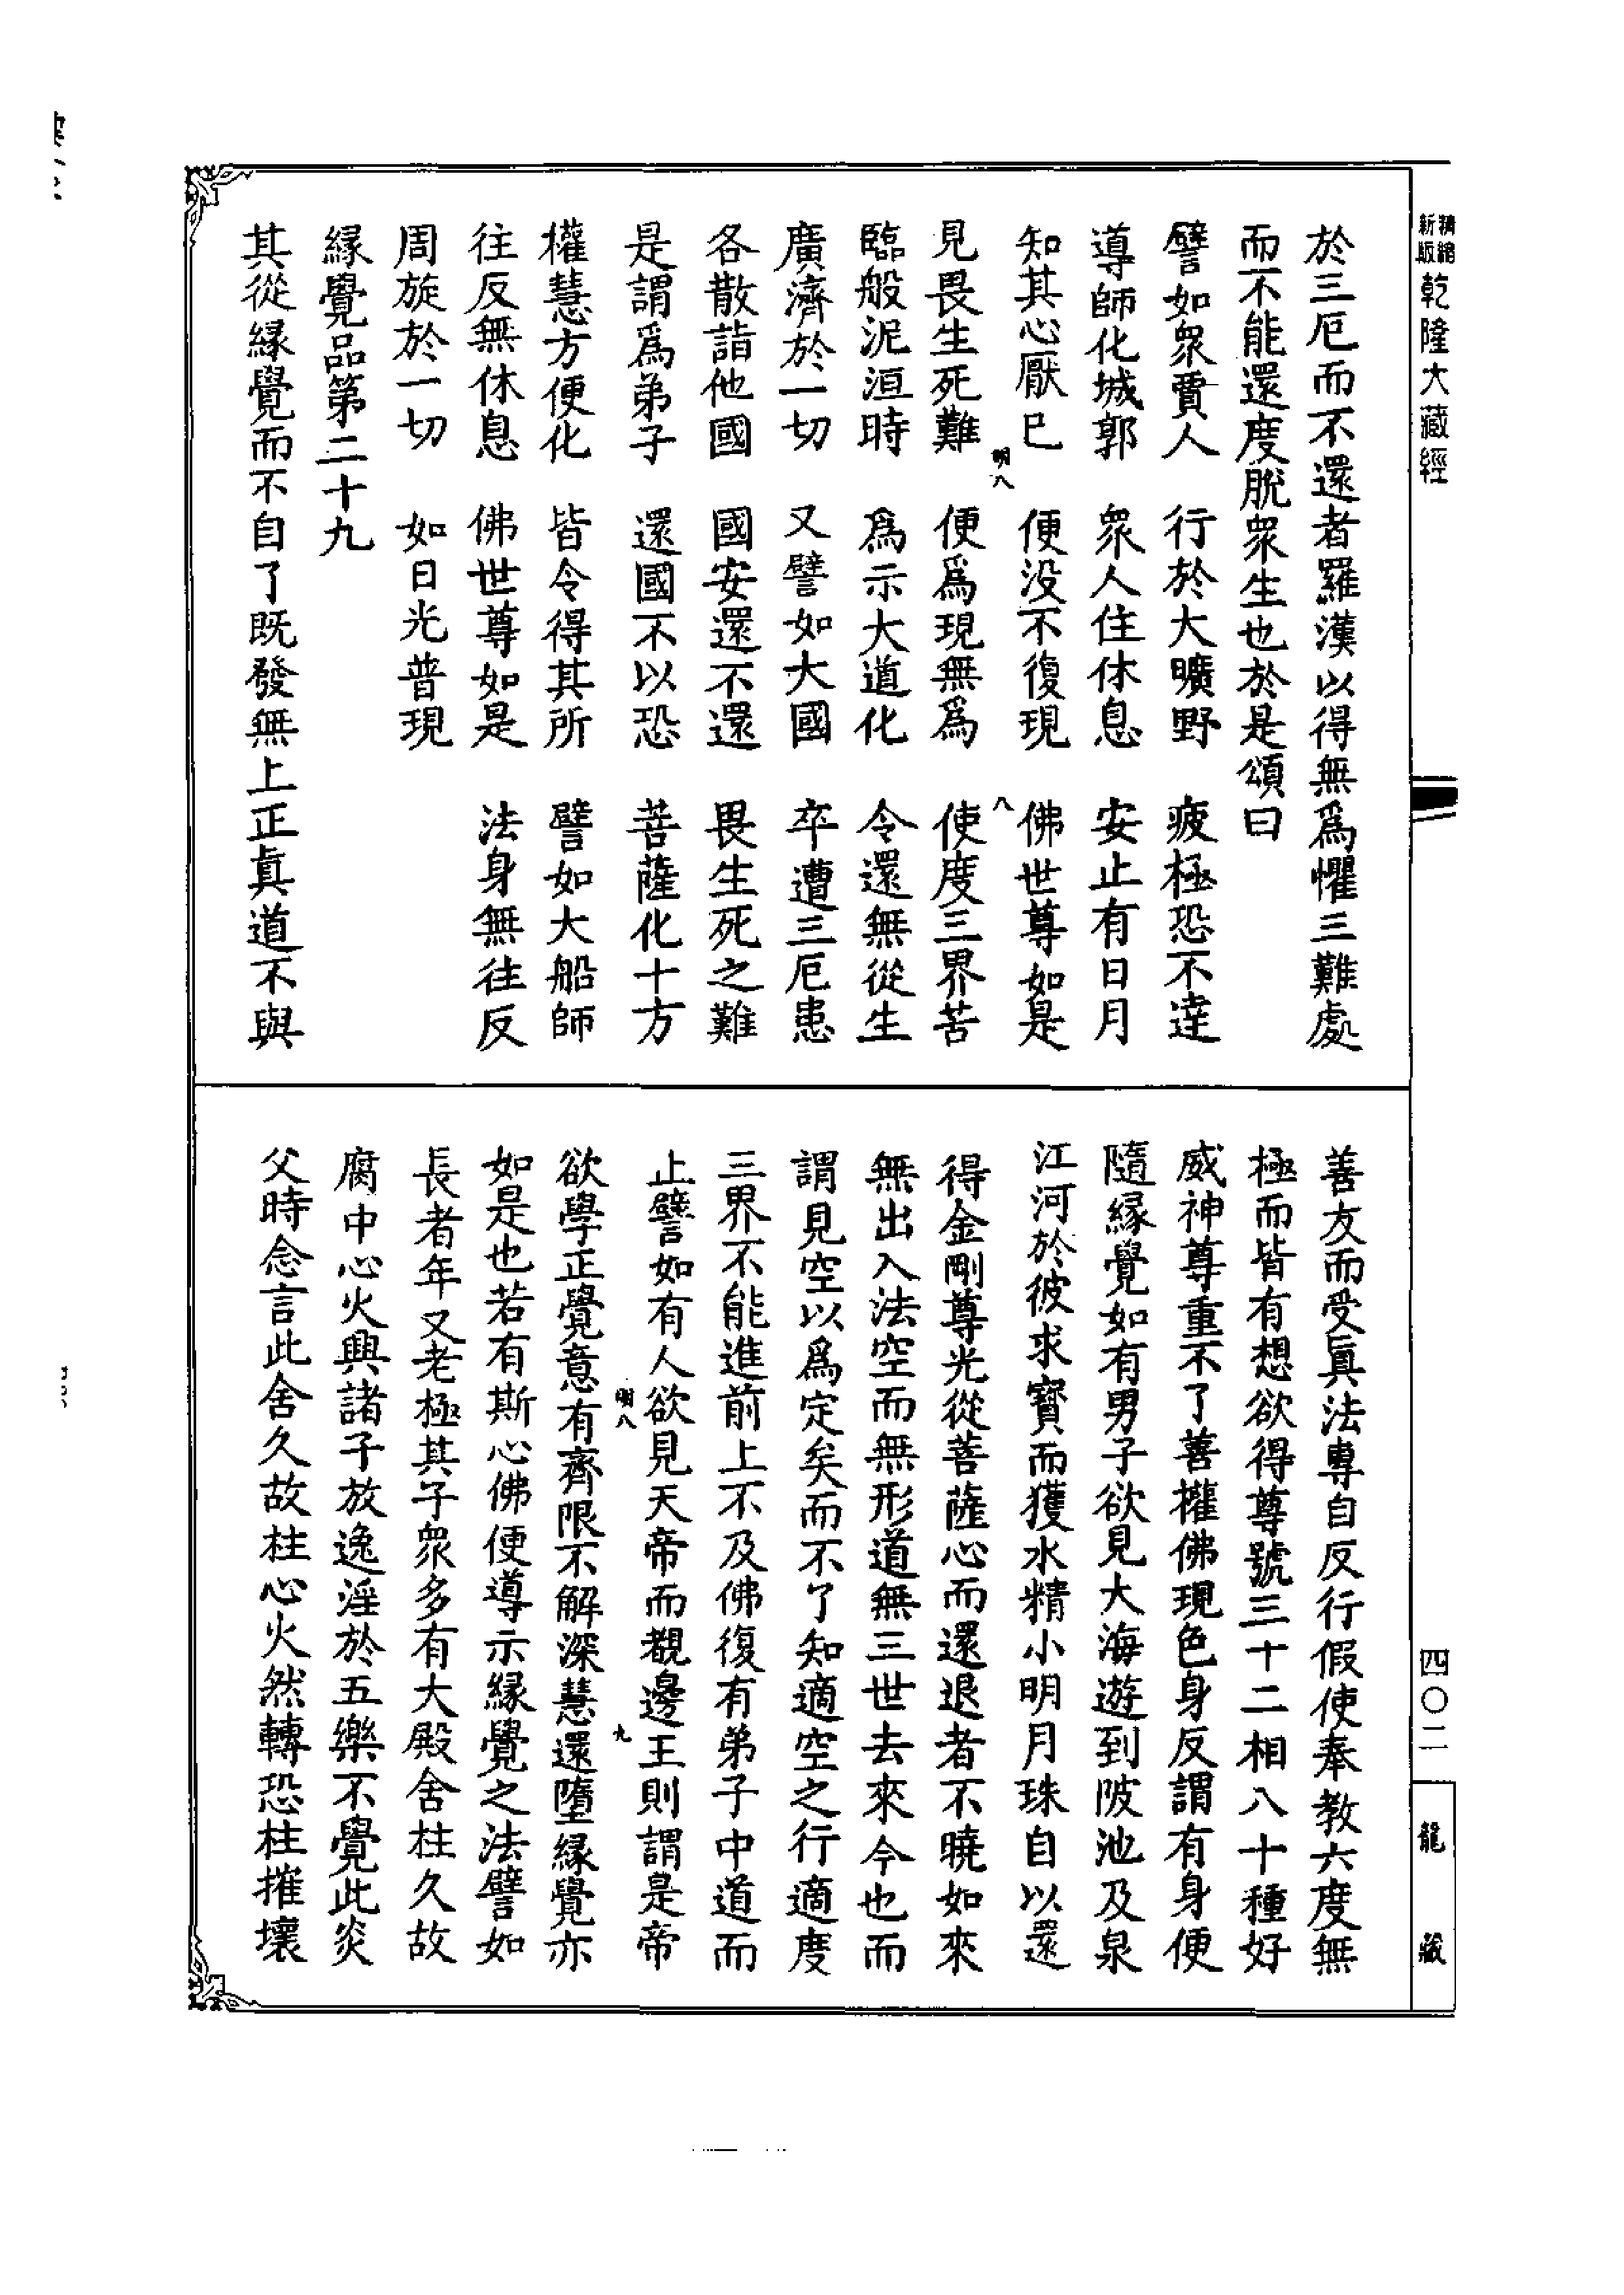 精縮新版乾隆大藏經
於三厄而不還者羅漢以得無爲懼三難處
而不能還度脫衆生也於是頌曰
譬如衆賈人　行於大曠野　疲極恐不達
導師化城郭　衆人住休息　安止有日月
知其心厭已　便没不復現　佛世尊如是
明八　八
見畏生死難　便爲現無爲　使度三界苦
臨般泥洹時　爲示大道化　令還無從生
廣濟於一切　又譬如大國　卒遭三厄患
各散詣他國　國安還不還　畏生死之難
是謂爲弟子　還國不以恐　菩薩化十方
權慧方便化　皆令得其所　譬如大船師
往反無休息　佛世尊如是　法身無往反
周旋於一切　如日光普現
緣覺品第二十九
其從緣覺而不自了既發無上正眞道不與
善友而受眞法專自反行假使奉教六度無
極而皆有想欲得尊號三十二相八十種好
威神尊重不了善權佛現色身反謂有身便
隨緣覺如有男子欲見大海遊到陂池及泉
江河於彼求寶而獲水精小明月珠自以還
得金剛尊光從菩薩心而還退者不曉如來
無出入法空而無形道無三世去來今也而
謂見空以爲定矣而不了知適空之行適度
三界不能進前上不及佛復有弟子中道而
止譬如有人欲見天帝而覩邊王則謂是帝
明八　九
欲學正覺意有齊限不解深慧還墮緣覺亦
如是也若有斯心佛便導示緣覺之法譬如
長者年又老極其子衆多有大殿舍柱久故
腐中心火興諸子放逸淫於五樂不覺此災
父時念言此舍久故柱心火然轉恐柱摧壞
四〇二
龍藏